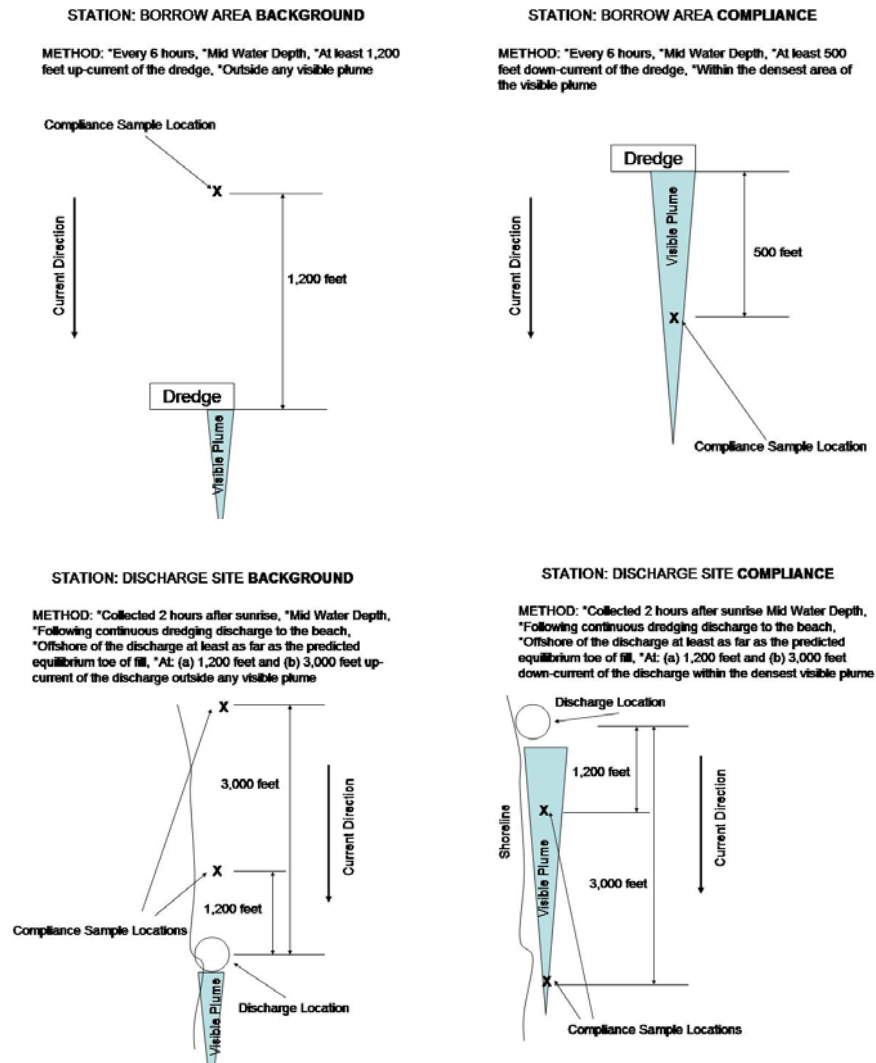 STATION: BORROW AREA BACKGROUND
METHOD: *Every 6 hours, *Mid Water Depth, *At least 1,200
feet up-current of the dredge, *Outside any visible plume
Compliance Sample Location
X
Current Direction
1,200 feet
Dredge
Visible Plume
STATION: BORROW AREA COMPLIANCE
METHOD: *Every 6 hours, *Mid Water Depth, *At least 500
feet down-current of the dredge, *Within the densest area of
the visible plume
Dredge
Visible Plume
Current Direction
500 feet
X
Compliance Sample Location
STATION: DISCHARGE SITE BACKGROUND
METHOD: *Collected 2 hours after sunrise, *Mid Water Depth,
*Following continuous dredging discharge to the beach,
*Offshore of the discharge at least as far as the predicted
equilibrium toe of fill, *At: (a) 1,200 feet and (b) 3,000 feet up-
current of the discharge outside any visible plume
X
3,000 feet
Current Direction
X
1,200 feet
Compliance Sample Locations
Discharge Location
Visible Plume
STATION: DISCHARGE SITE COMPLIANCE
METHOD: *Collected 2 hours after sunrise Mid Water Depth,
*Following continuous dredging discharge to the beach,
*Offshore of the discharge at least as far as the predicted
equilibrium toe of fill, *At: (a) 1,200 feet and (b) 3,000 feet
down-current of the discharge within the densest visible plume
Discharge Location
1,200 feet
X
Shoreline
Visible Plume
Current Direction
3,000 feet
X
Compliance Sample Locations